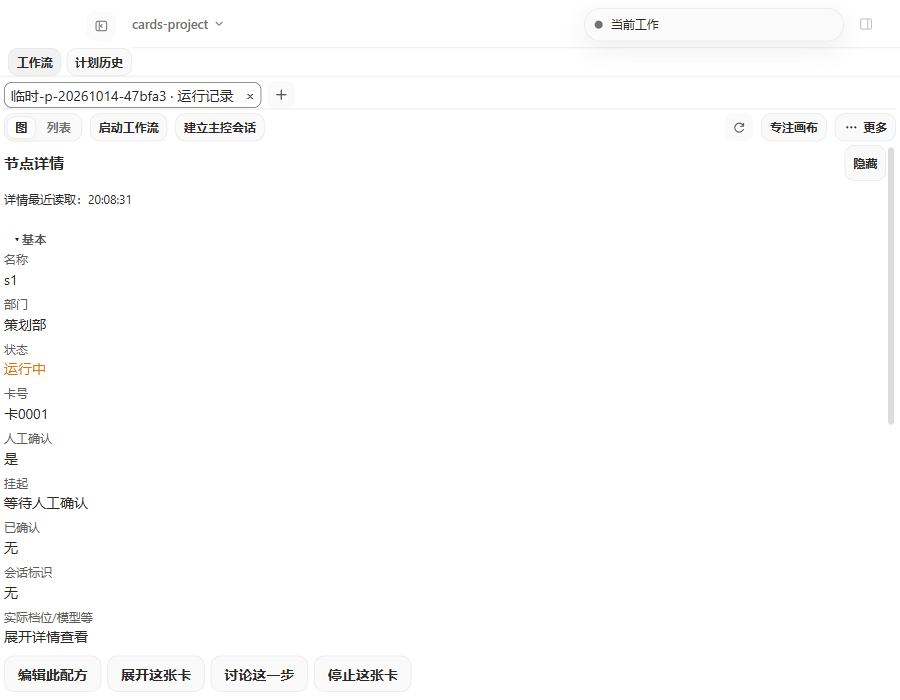 cards-project
当前工作
工作流 计划历史
临时-p-20261014-47bfa3 · 运行记录 × +
图 列表 启动工作流 建立主控会话 专注画布 ··· 更多
节点详情 隐藏
详情最近读取：20:08:31
基本
名称
s1
部门
策划部
状态
运行中
卡号
卡0001
人工确认
是
挂起
等待人工确认
已确认
无
会话标识
无
实际档位/模型等
展开详情查看
编辑此配方 展开这张卡 讨论这一步 停止这张卡